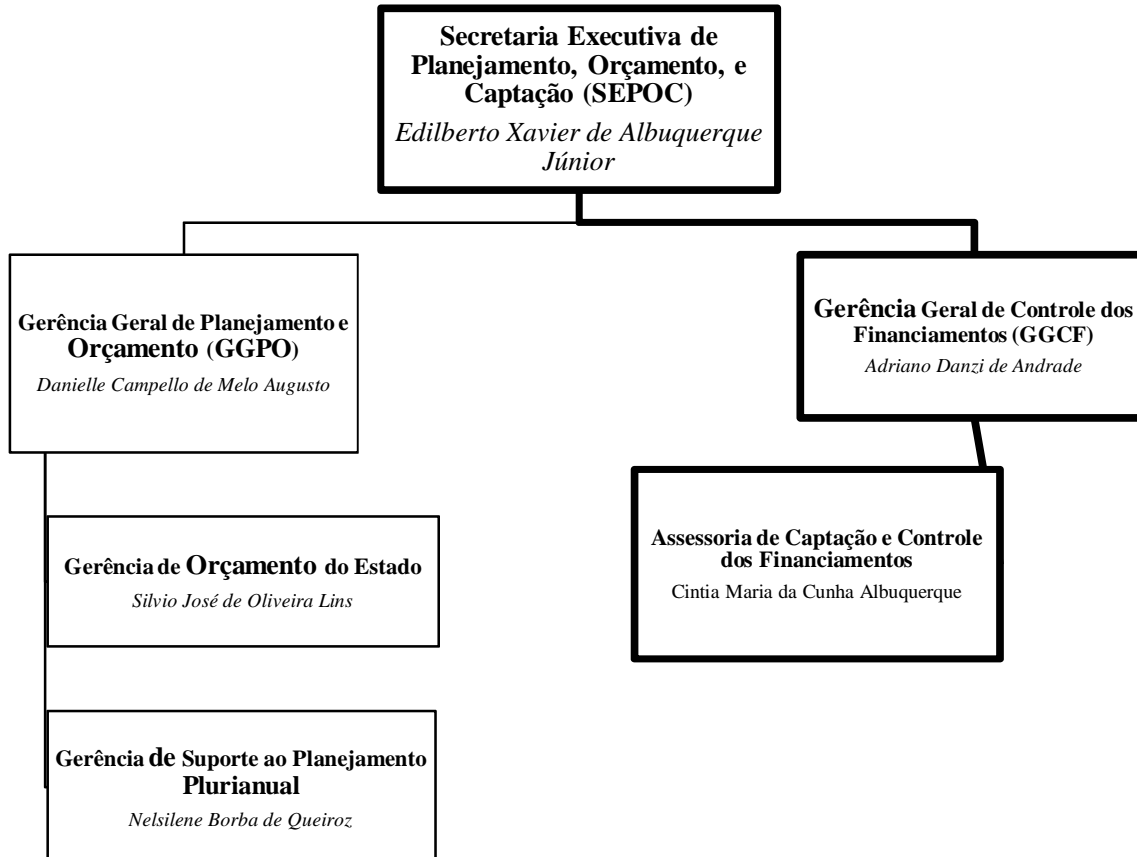 Secretaria Executiva de
Planejamento, Orçamento, e
Captação (SEPOC)
Edilberto Xavier de Albuquerque
Júnior
Gerência Geral de Planejamento e
Orçamento (GGPO)
Danielle Campello de Melo Augusto
Gerência de Orçamento do Estado
Silvio José de Oliveira Lins
Gerência de Suporte ao Planejamento
Plurianual
Nelsilene Borba de Queiroz
Gerência Geral de Controle dos
Financiamentos (GGCF)
Adriano Danzi de Andrade
Assessoria de Captação e Controle
dos Financiamentos
Cintia Maria da Cunha Albuquerque